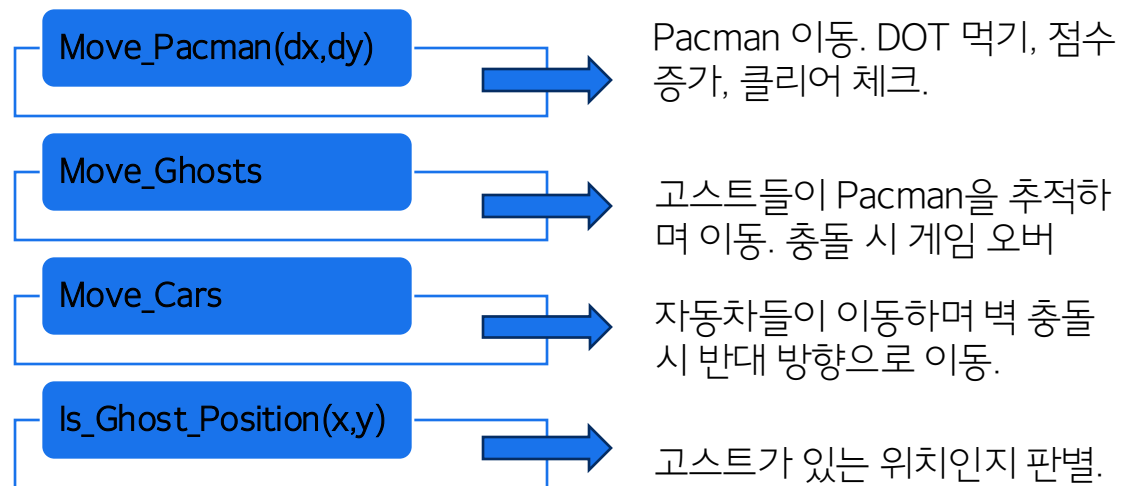 Move_Pacman(dx,dy)
Pacman 이동. DOT 먹기, 점수
증가, 클리어 체크.
Move_Ghosts
고스트들이 Pacman을 추적하
며 이동. 충돌 시 게임 오버
Move_Cars
자동차들이 이동하며 벽 충돌
시 반대 방향으로 이동.
Is_Ghost_Position(x,y)
고스트가 있는 위치인지 판별.